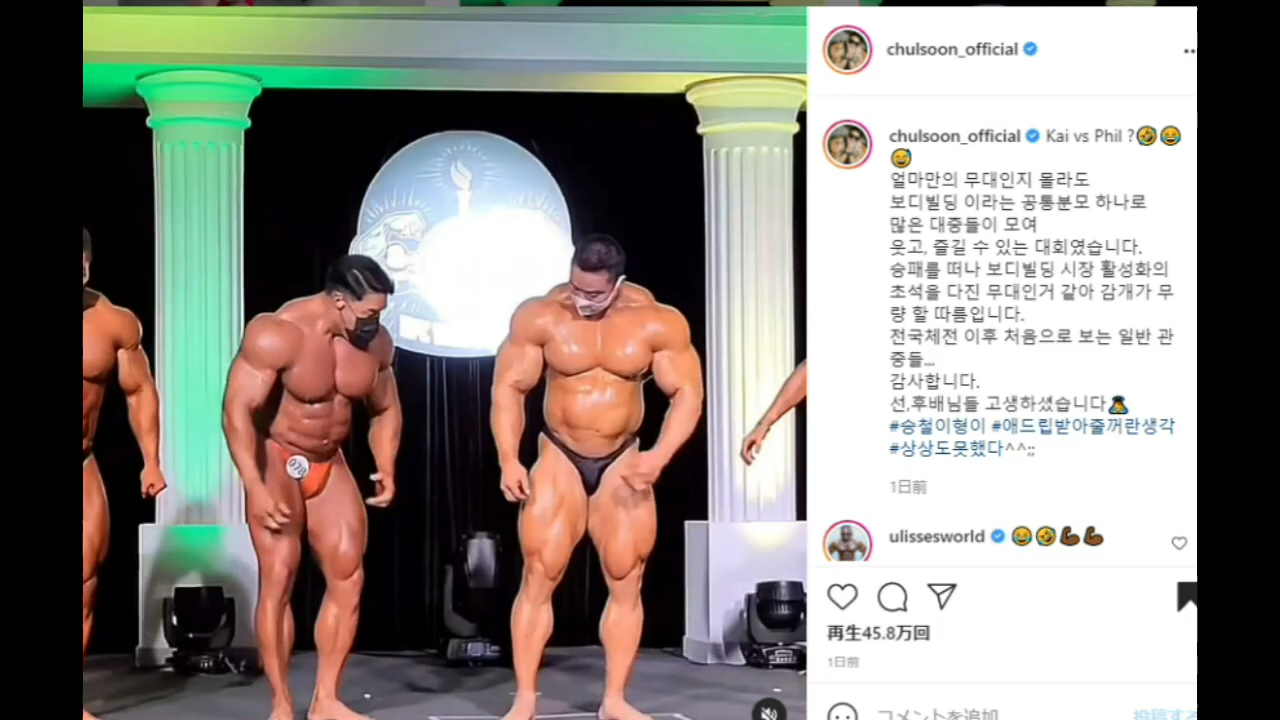 chulsoon_official
chulsoon_official Kai vs Phil ?🤣😂
😅
얼마만의 무대인지 몰라도
보디빌딩 이라는 공통분모 하나로
많은 대중들이 모여
웃고, 즐길 수 있는 대회였습니다.
승패를 떠나 보디빌딩 시장 활성화의
초석을 다진 무대인거 같아 감개가 무
량 할 따름입니다.
전국체전 이후 처음으로 보는 일반 관
중들...
감사합니다.
선,후배님들 고생하셨습니다🙇
#승철이형이 #애드립받아줄꺼란생각
#상상도못했다^^;;
1日前
ulissesworld 😂🤣💪🏿💪🏿
再生45.8万回
1日前
コメントを追加
投稿する
078